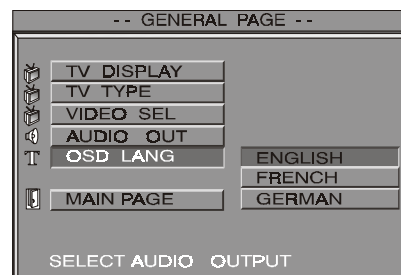 -- GENERAL PAGE --
TV DISPLAY
TV TYPE
VIDEO SEL
AUDIO OUT
T OSD LANG
ENGLISH
FRENCH
MAIN PAGE
GERMAN
SELECT AUDIO OUTPUT